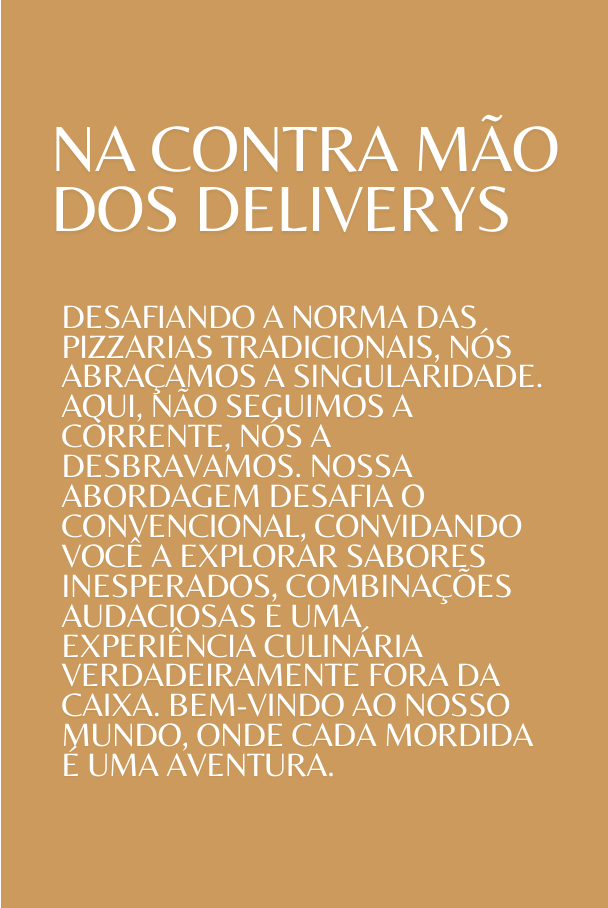 NA CONTRA MÃO
DOS DELIVERYS
DESAFIANDO A NORMA DAS
PIZZARIAS TRADICIONAIS, NÓS
ABRAÇAMOS A SINGULARIDADE.
AQUI, NÃO SEGUIMOS A
CORRENTE, NÓS A
DESBRAVAMOS. NOSSA
ABORDAGEM DESAFIA O
CONVENCIONAL, CONVIDANDO
VOCÊ A EXPLORAR SABORES
INESPERADOS, COMBINAÇÕES
AUDACIOSAS E UMA
EXPERIÊNCIA CULINÁRIA
VERDADEIRAMENTE FORA DA
CAIXA. BEM-VINDO AO NOSSO
MUNDO, ONDE CADA MORDIDA
É UMA AVENTURA.